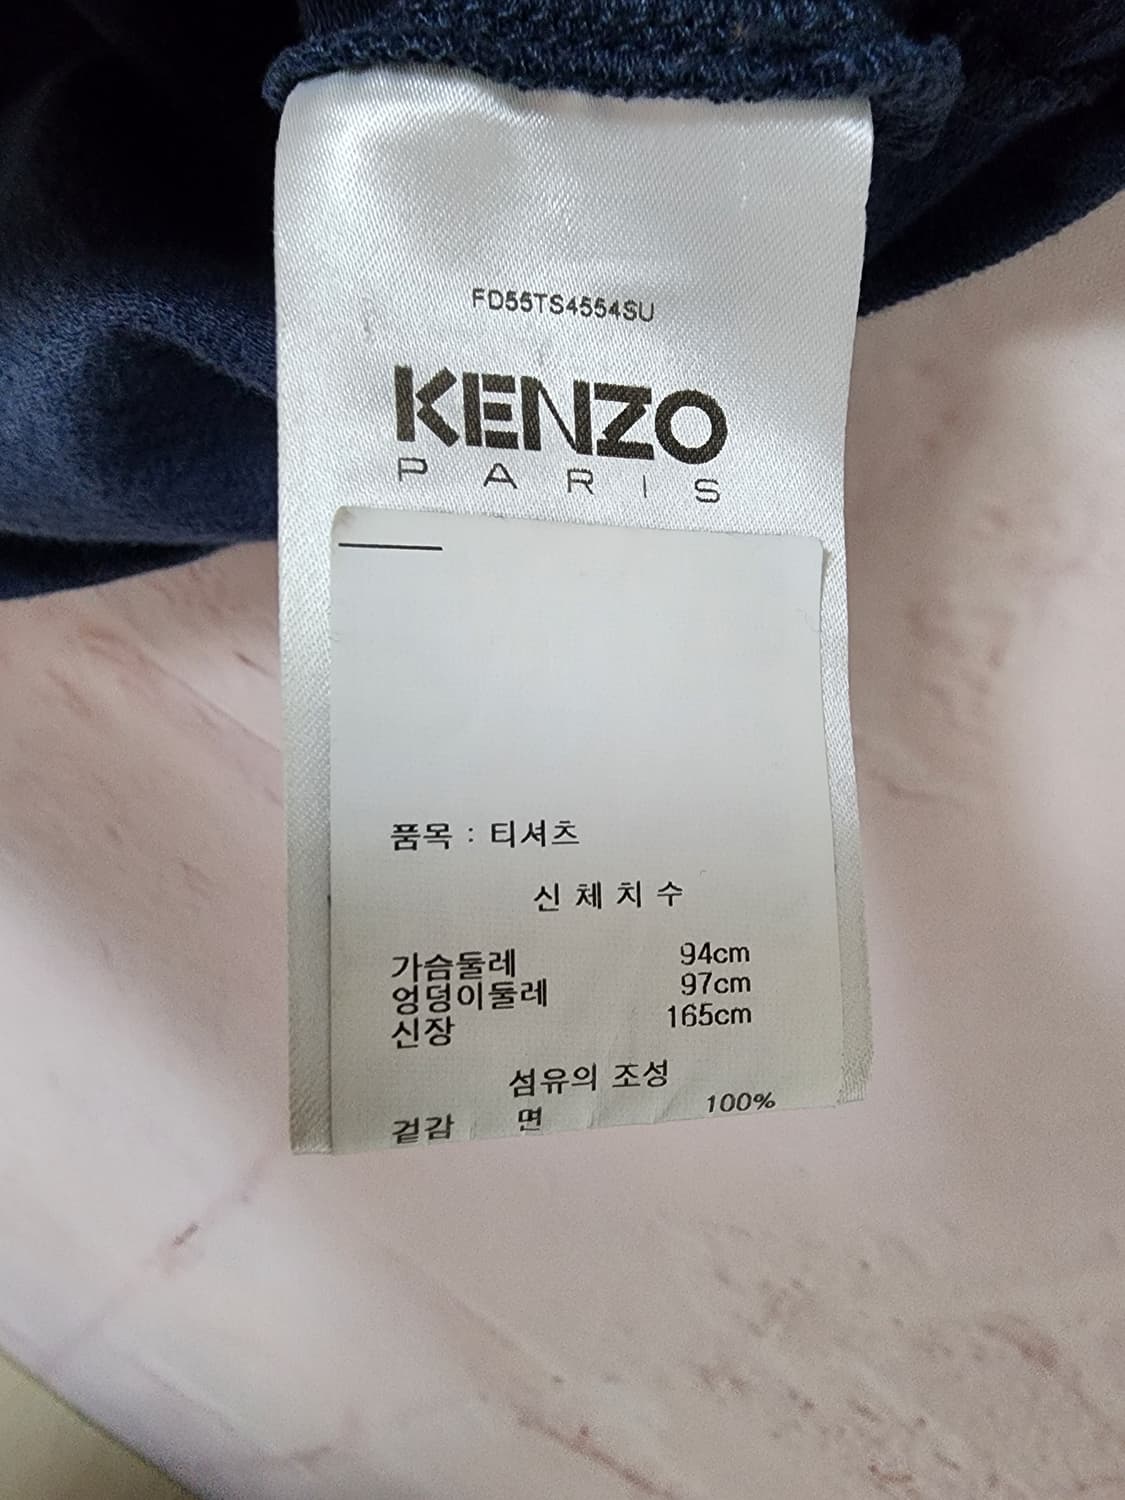 FD55TS4554SU
KENZO
PARIS
품목 : 티셔츠
신체치수
가슴둘레 94cm
엉덩이둘레 97cm
신장 165cm
섬유의 조성
겉감 면 100%